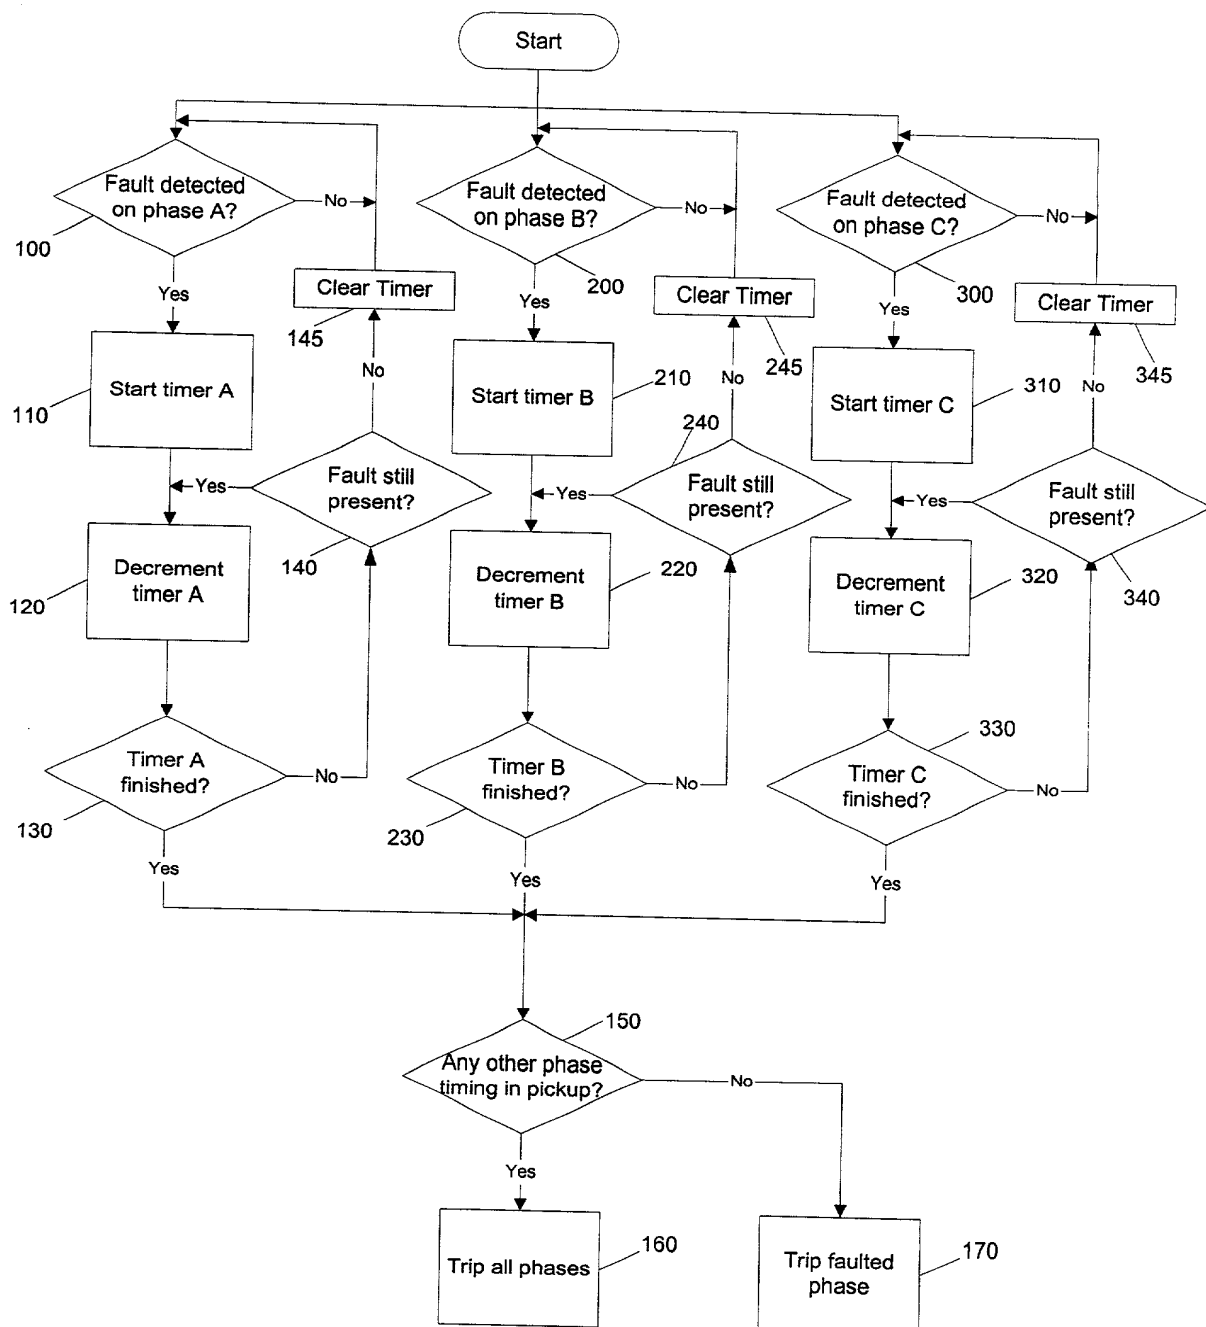 Start
Fault detected
on phase A?
No
100
Yes
Clear Timer
145
No
Start timer A
110
Yes
Fault still
present?
140
Decrement
timer A
120
Timer A
finished?
No
130
Yes
Fault detected
on phase B?
No
200
Yes
Clear Timer
245
No
Start timer B
210
240
Yes
Fault still
present?
Decrement
timer B
220
Timer B
finished?
No
230
Yes
Fault detected
on phase C?
No
300
Yes
Clear Timer
345
No
Start timer C
310
Yes
Fault still
present?
340
Decrement
timer C
320
330
Timer C
finished?
No
Yes
150
Any other phase
timing in pickup?
No
Yes
Trip all phases
160
Trip faulted
phase
170